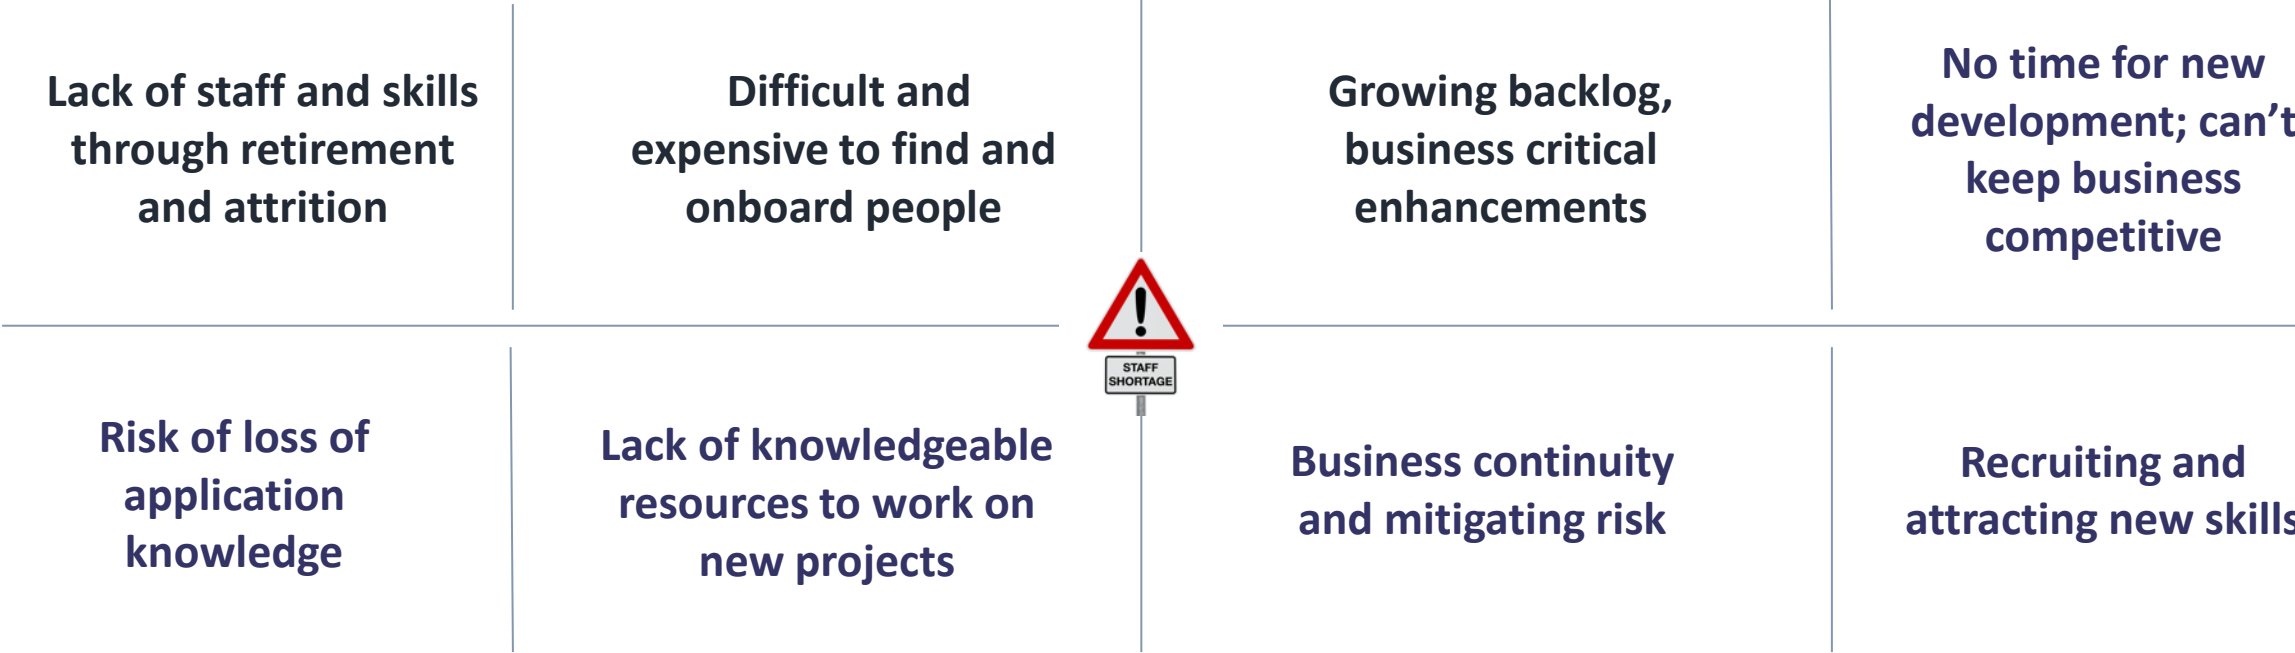 Lack of staff and skills
through retirement
and attrition
Difficult and
expensive to find and
onboard people
Growing backlog,
business critical
enhancements
No time for new
development; can’t
keep business
competitive
STAFF
SHORTAGE
Risk of loss of
application
knowledge
Lack of knowledgeable
resources to work on
new projects
Business continuity
and mitigating risk
Recruiting and
attracting new skills